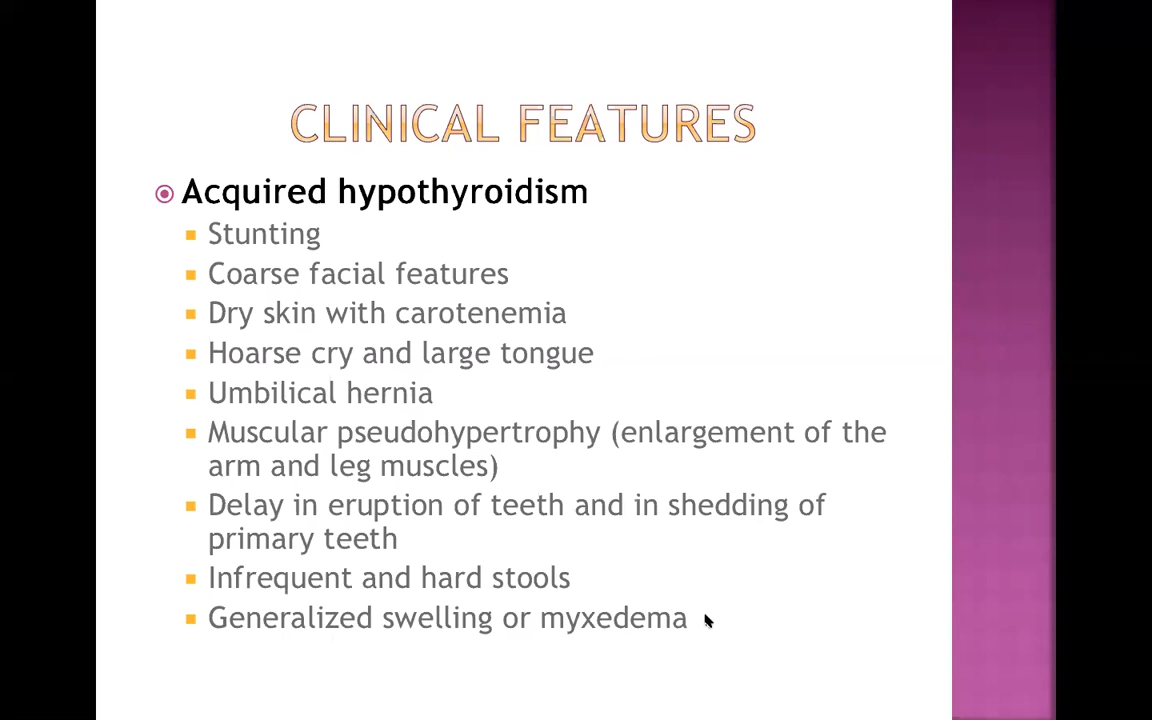 CLINICAL FEATURES
Acquired hypothyroidism
Stunting
Coarse facial features
Dry skin with carotenemia
Hoarse cry and large tongue
Umbilical hernia
Muscular pseudohypertrophy (enlargement of the
arm and leg muscles)
Delay in eruption of teeth and in shedding of
primary teeth
Infrequent and hard stools
Generalized swelling or myxedema